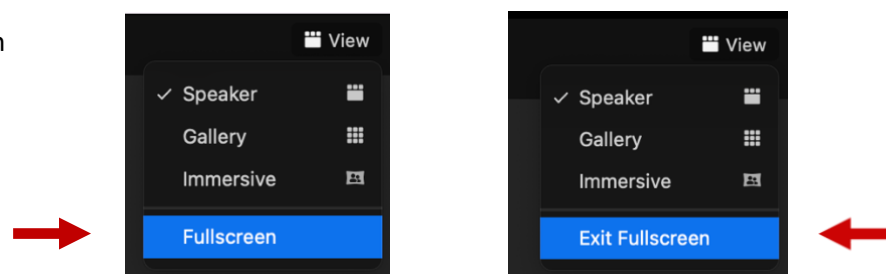 View
Speaker
Gallery
Immersive
Fullscreen
View
Speaker
Gallery
Immersive
Exit Fullscreen